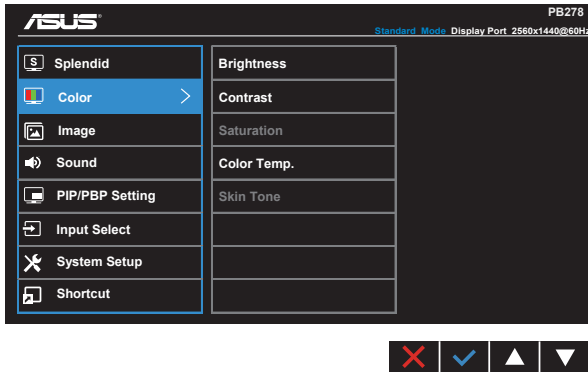 ASUS
PB278
Standard Mode Display Port 2560x1440@60Hz
S Splendid
Color
Image
Sound
PIP/PBP Setting
Input Select
System Setup
Shortcut
Brightness
Contrast
Saturation
Color Temp.
Skin Tone